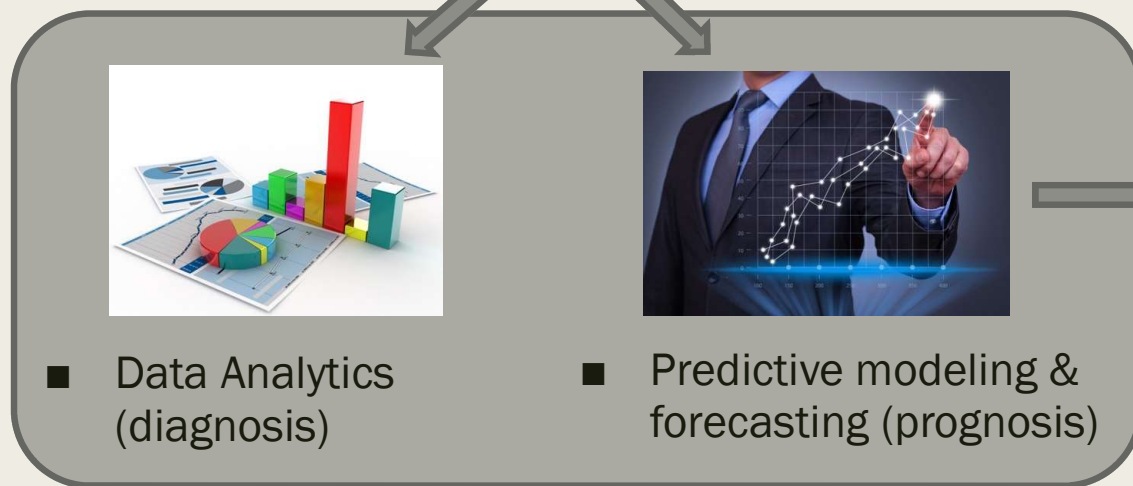 ■ Data Analytics
(diagnosis)
■ Predictive modeling &
forecasting (prognosis)